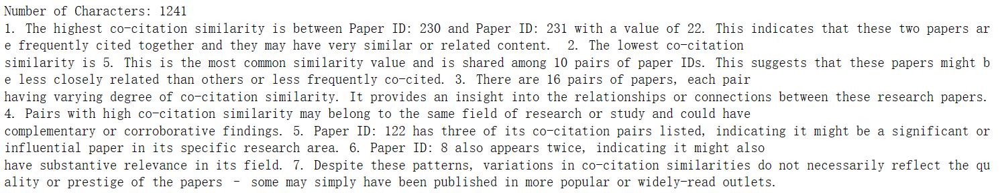 Number of Characters: 1241
1. The highest co-citation similarity is between Paper ID: 230 and Paper ID: 231 with a value of 22. This indicates that these two papers ar
e frequently cited together and they may have very similar or related content.  2. The lowest co-citation
similarity is 5. This is the most common similarity value and is shared among 10 pairs of paper IDs. This suggests that these papers might b
e less closely related than others or less frequently co-cited. 3. There are 16 pairs of papers, each pair
having varying degree of co-citation similarity. It provides an insight into the relationships or connections between these research papers.
4. Pairs with high co-citation similarity may belong to the same field of research or study and could have
complementary or corroborative findings. 5. Paper ID: 122 has three of its co-citation pairs listed, indicating it might be a significant or
influential paper in its specific research area. 6. Paper ID: 8 also appears twice, indicating it might also
have substantive relevance in its field. 7. Despite these patterns, variations in co-citation similarities do not necessarily reflect the qu
ality or prestige of the papers – some may simply have been published in more popular or widely-read outlets.